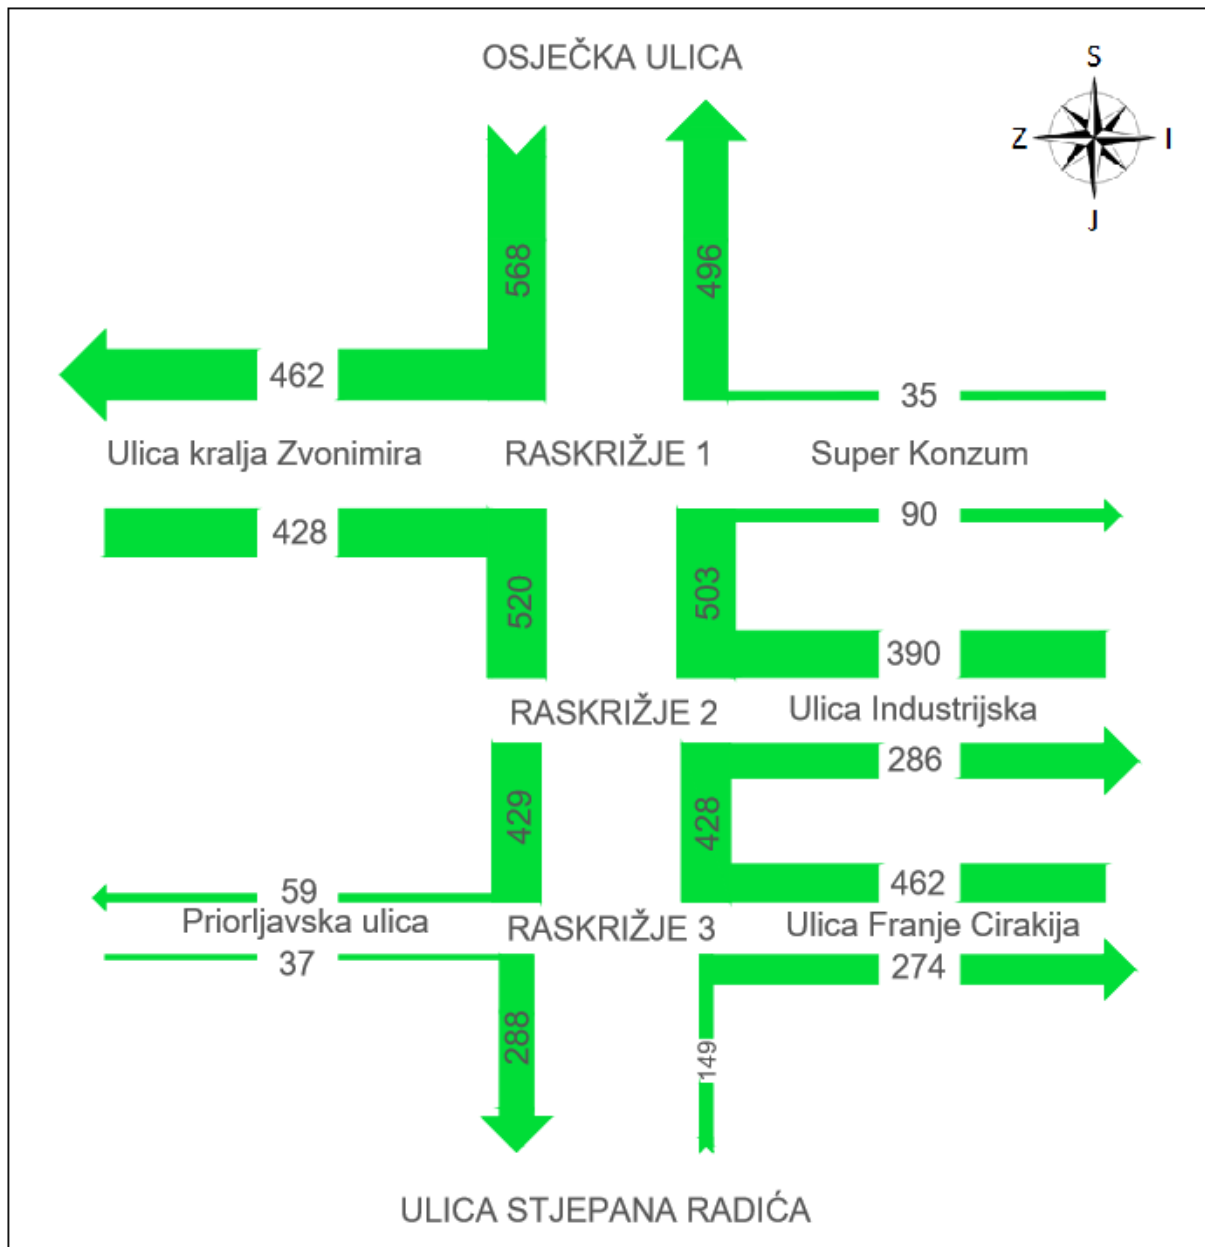 OSJEČKA ULICA
S
Z
I
J
568
496
462
35
Ulica kralja Zvonimira
RASKRIŽJE 1
Super Konzum
428
90
520
503
390
RASKRIŽJE 2
Ulica Industrijska
286
429
428
59
462
Priorljavska ulica
RASKRIŽJE 3
Ulica Franje Cirakija
37
274
288
149
ULICA STJEPANA RADIĆA